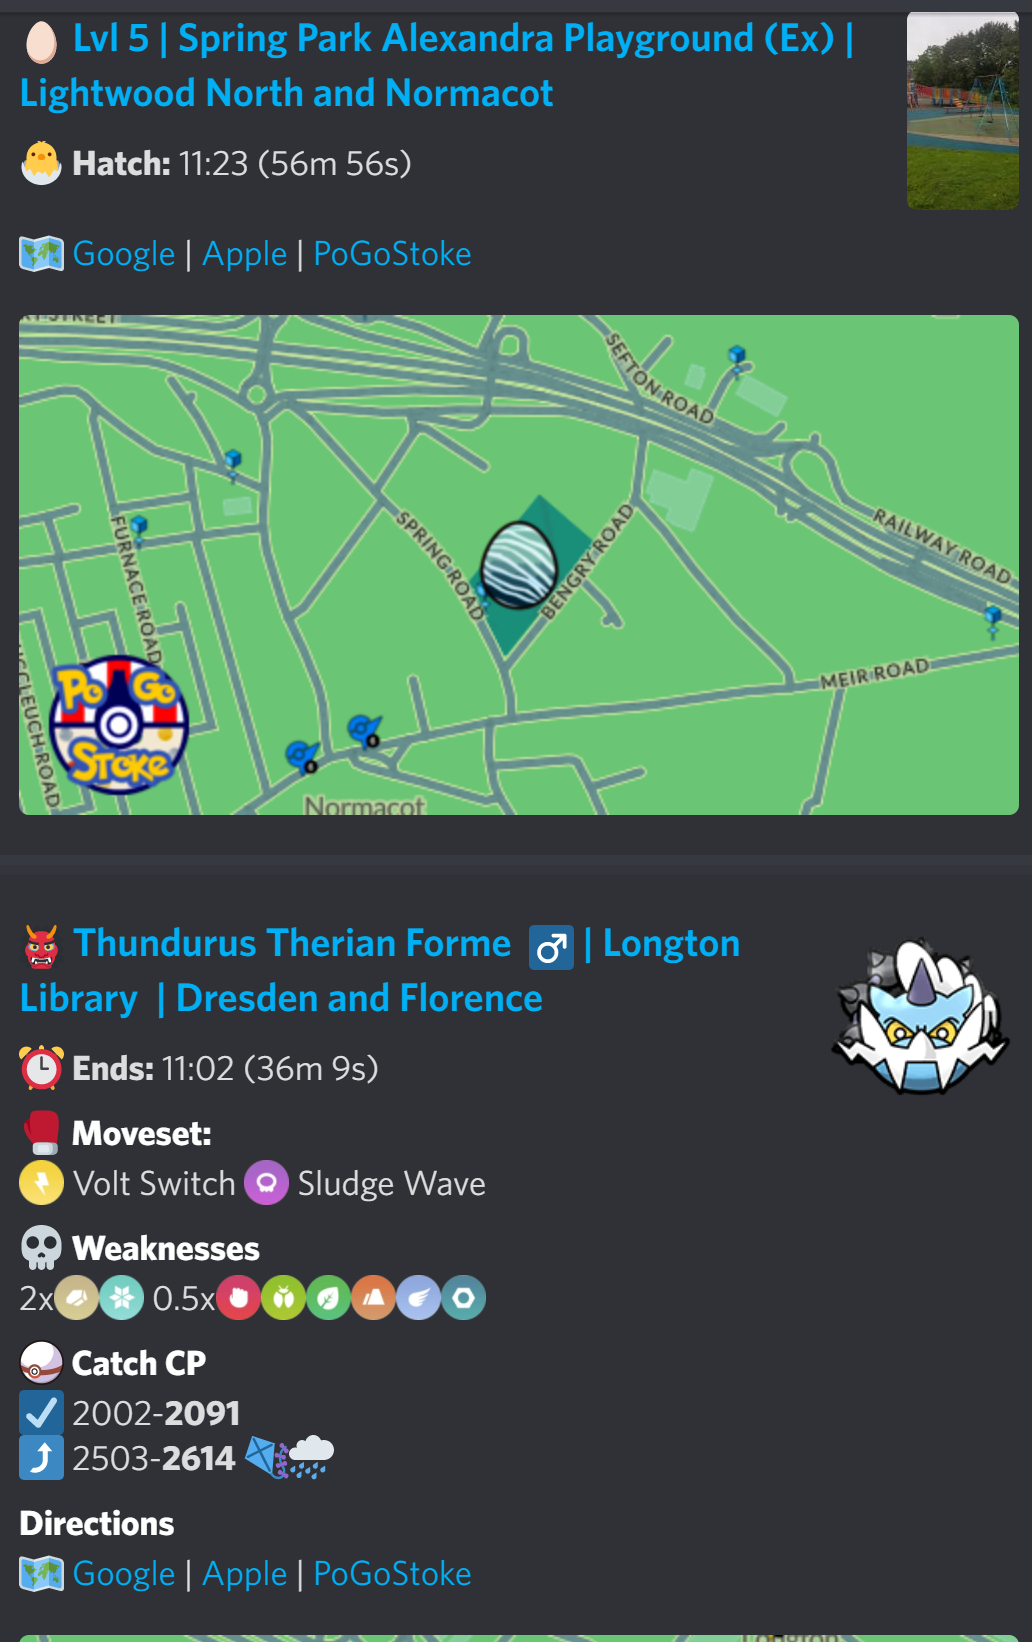 Lvl 5 | Spring Park Alexandra Playground (Ex) |
Lightwood North and Normacot
Hatch: 11:23 (56m 56s)
Google | Apple | PoGoStoke
STREET
SEFTON ROAD
RAILWAY ROAD
FURNACE ROAD
SPRING ROAD
BENGRY ROAD
MEIR ROAD
ROAD
PO GO
STOKE
Normacot
Thundurus Therian Forme ♂ | Longton
Library | Dresden and Florence
Ends: 11:02 (36m 9s)
Moveset:
Volt Switch Sludge Wave
Weaknesses
2x 0.5x
Catch CP
2002-2091
2503-2614
Directions
Google | Apple | PoGoStoke